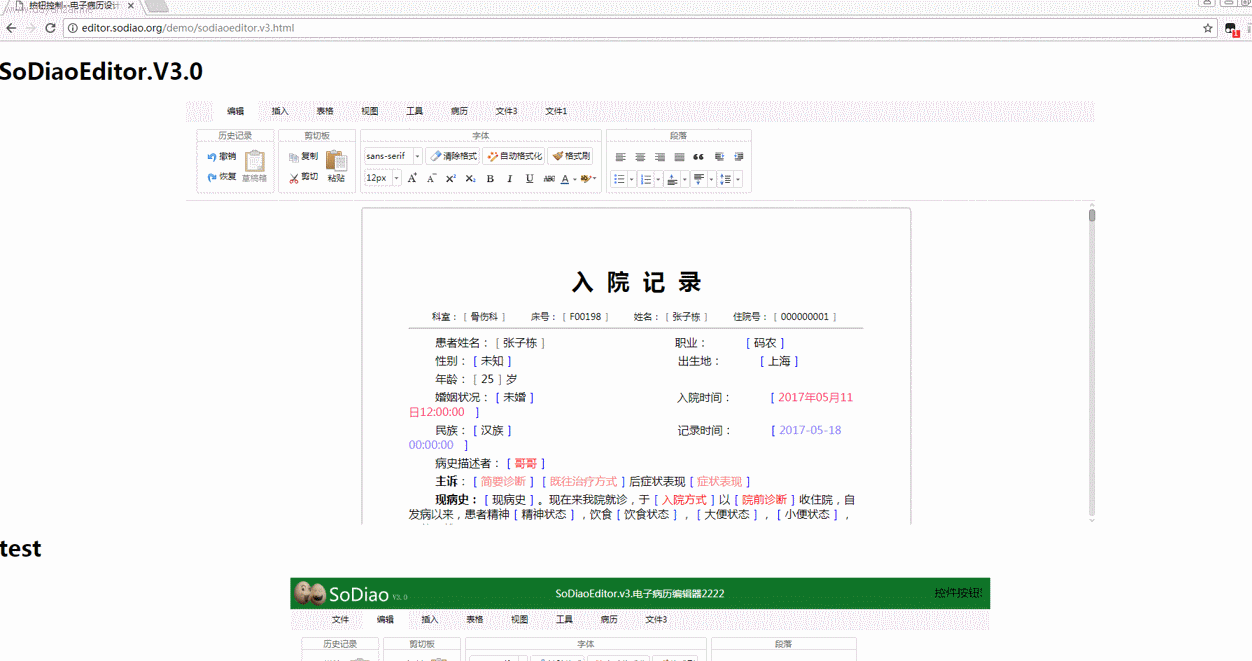 按钮控制--电子病历设计
editor.sodiao.org/demo/sodiaoeditor.v3.html
1
SoDiaoEditor.V3.0
编辑 插入 表格 视图 工具 病历 文件3 文件1
历史记录 剪切板 字体 段落
撤销 草稿箱 复制 粘贴 sans-serif 清除格式 自动格式化 格式刷
恢复 剪切 12px A A X² X₂ B I U ABC A
入 院 记 录
科室： [ 骨伤科 ] 床号： [ F00198 ] 姓名： [ 张子栋 ] 住院号： [ 000000001 ]
患者姓名： [ 张子栋 ] 职业： [ 码农 ]
性别： [ 未知 ] 出生地： [ 上海 ]
年龄： [ 25 ] 岁
婚姻状况： [ 未婚 ] 入院时间： [ 2017年05月11
日12:00:00 ]
民族： [ 汉族 ] 记录时间： [ 2017-05-18
00:00:00 ]
病史描述者： [ 哥哥 ]
主诉： [ 简要诊断 ] [ 既往治疗方式 ] 后症状表现 [ 症状表现 ]
现病史： [ 现病史 ] 。现在来我院就诊，于 [ 入院方式 ] 以 [ 院前诊断 ] 收住院，自
发病以来，患者精神 [ 精神状态 ] ，饮食 [ 饮食状态 ] ， [ 大便状态 ] ， [ 小便状态 ] ，
test
SoDiao V3.0 SoDiaoEditor.v3.电子病历编辑器2222 控件按钮!
文件 编辑 插入 表格 视图 工具 病历 文件3
历史记录 剪切板 字体 段落